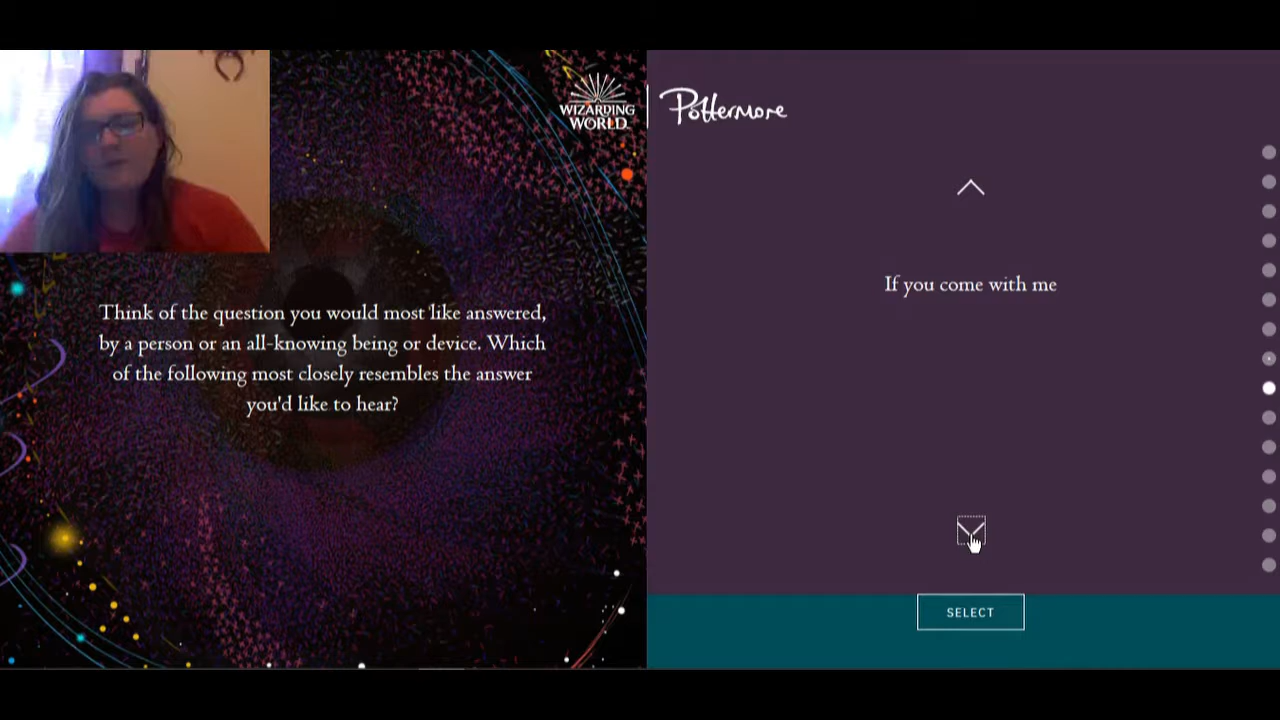 WIZARDING
WORLD
Pottermore
Think of the question you would most like answered,
by a person or an all-knowing being or device. Which
of the following most closely resembles the answer
you'd like to hear?
If you come with me
SELECT